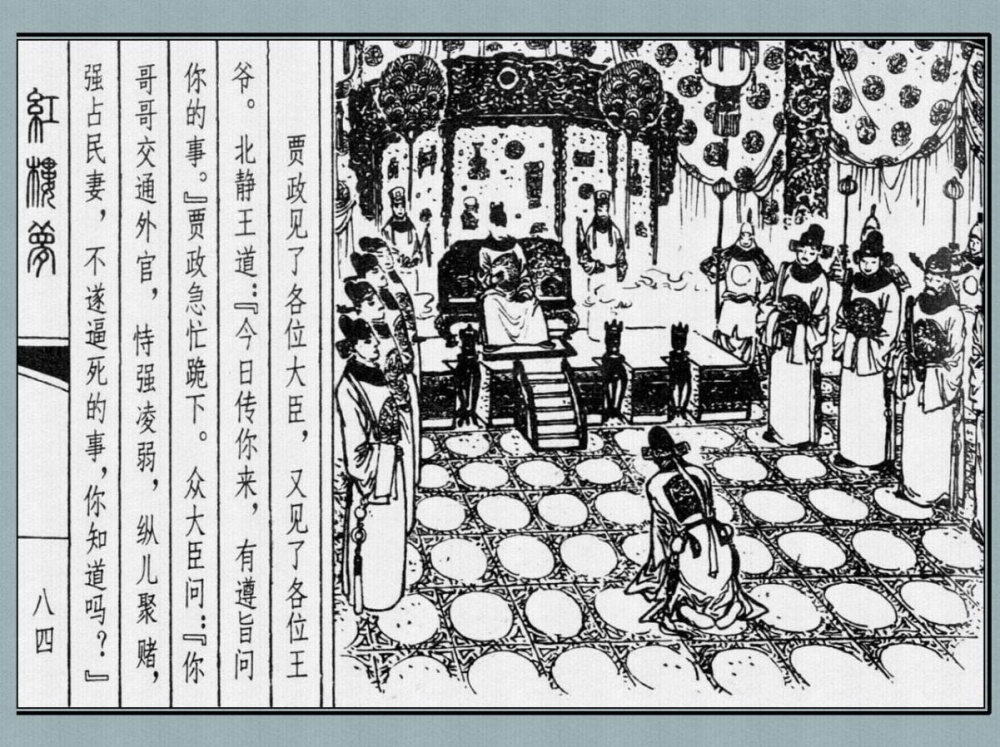 贾政见了各位大臣，又见了各位王
爷。北静王道：『今日传你来，有遵旨问
你的事。』贾政急忙跪下。众大臣问：『你
哥哥交通外官，恃强凌弱，纵儿聚赌，
强占民妻，不遂逼死的事，你知道吗？』
紅樓夢
八四